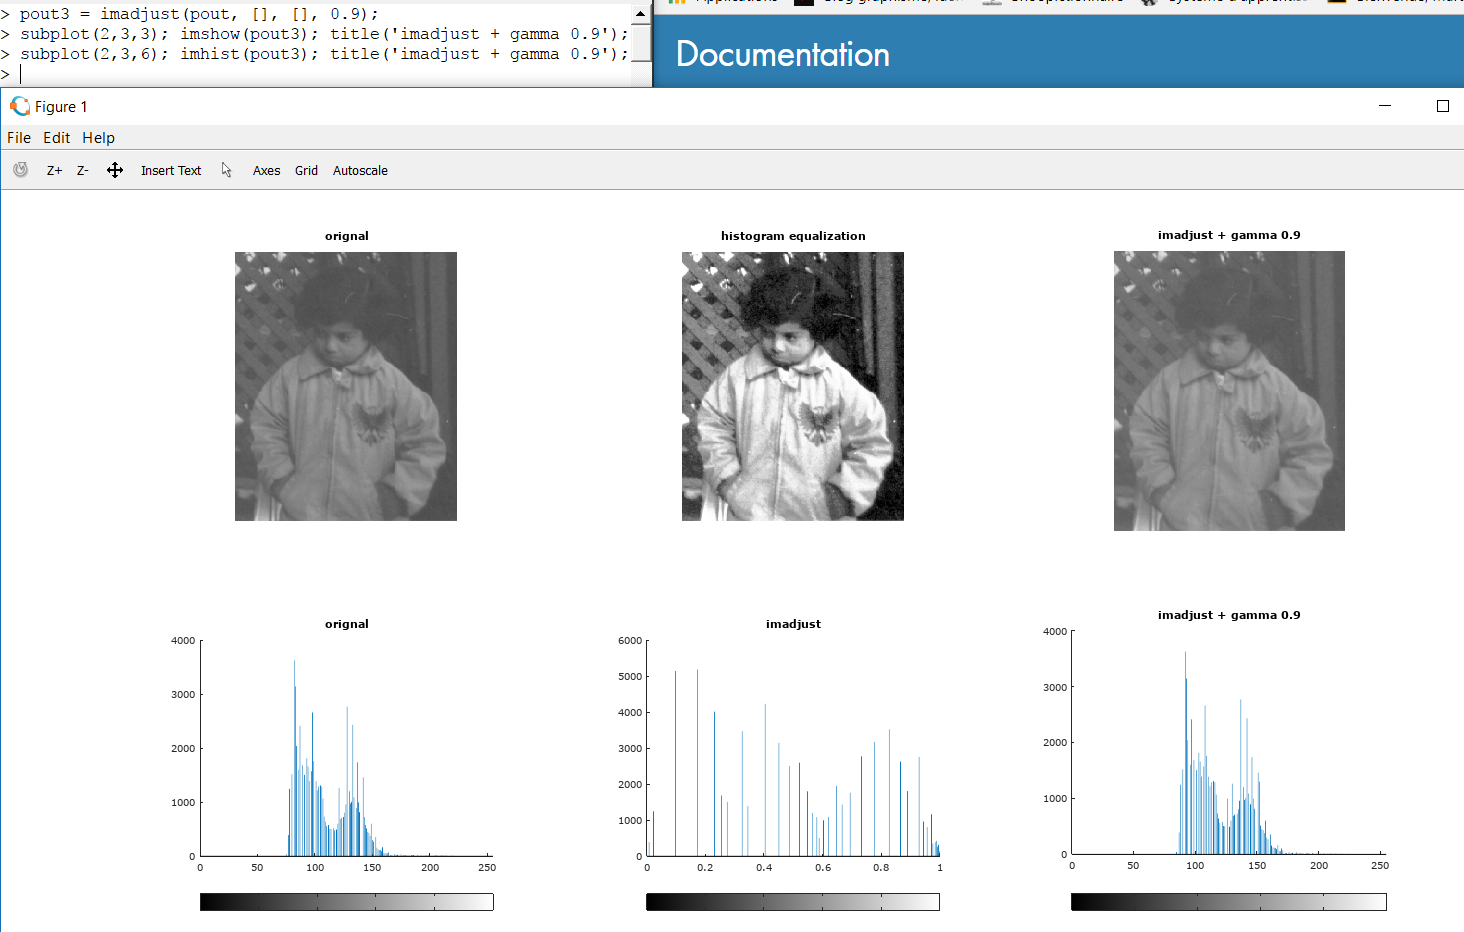 > pout3 = imadjust(pout, [], [], 0.9);
> subplot(2,3,3); imshow(pout3); title('imadjust + gamma 0.9');
> subplot(2,3,6); imhist(pout3); title('imadjust + gamma 0.9');
>
Documentation
Figure 1
File Edit Help
Z+ Z- Insert Text Axes Grid Autoscale
orignal
histogram equalization
imadjust + gamma 0.9
orignal
4000
3000
2000
1000
0
0 50 100 150 200 250
imadjust
6000
5000
4000
3000
2000
1000
0
0 0.2 0.4 0.6 0.8 1
imadjust + gamma 0.9
4000
3000
2000
1000
0
0 50 100 150 200 250